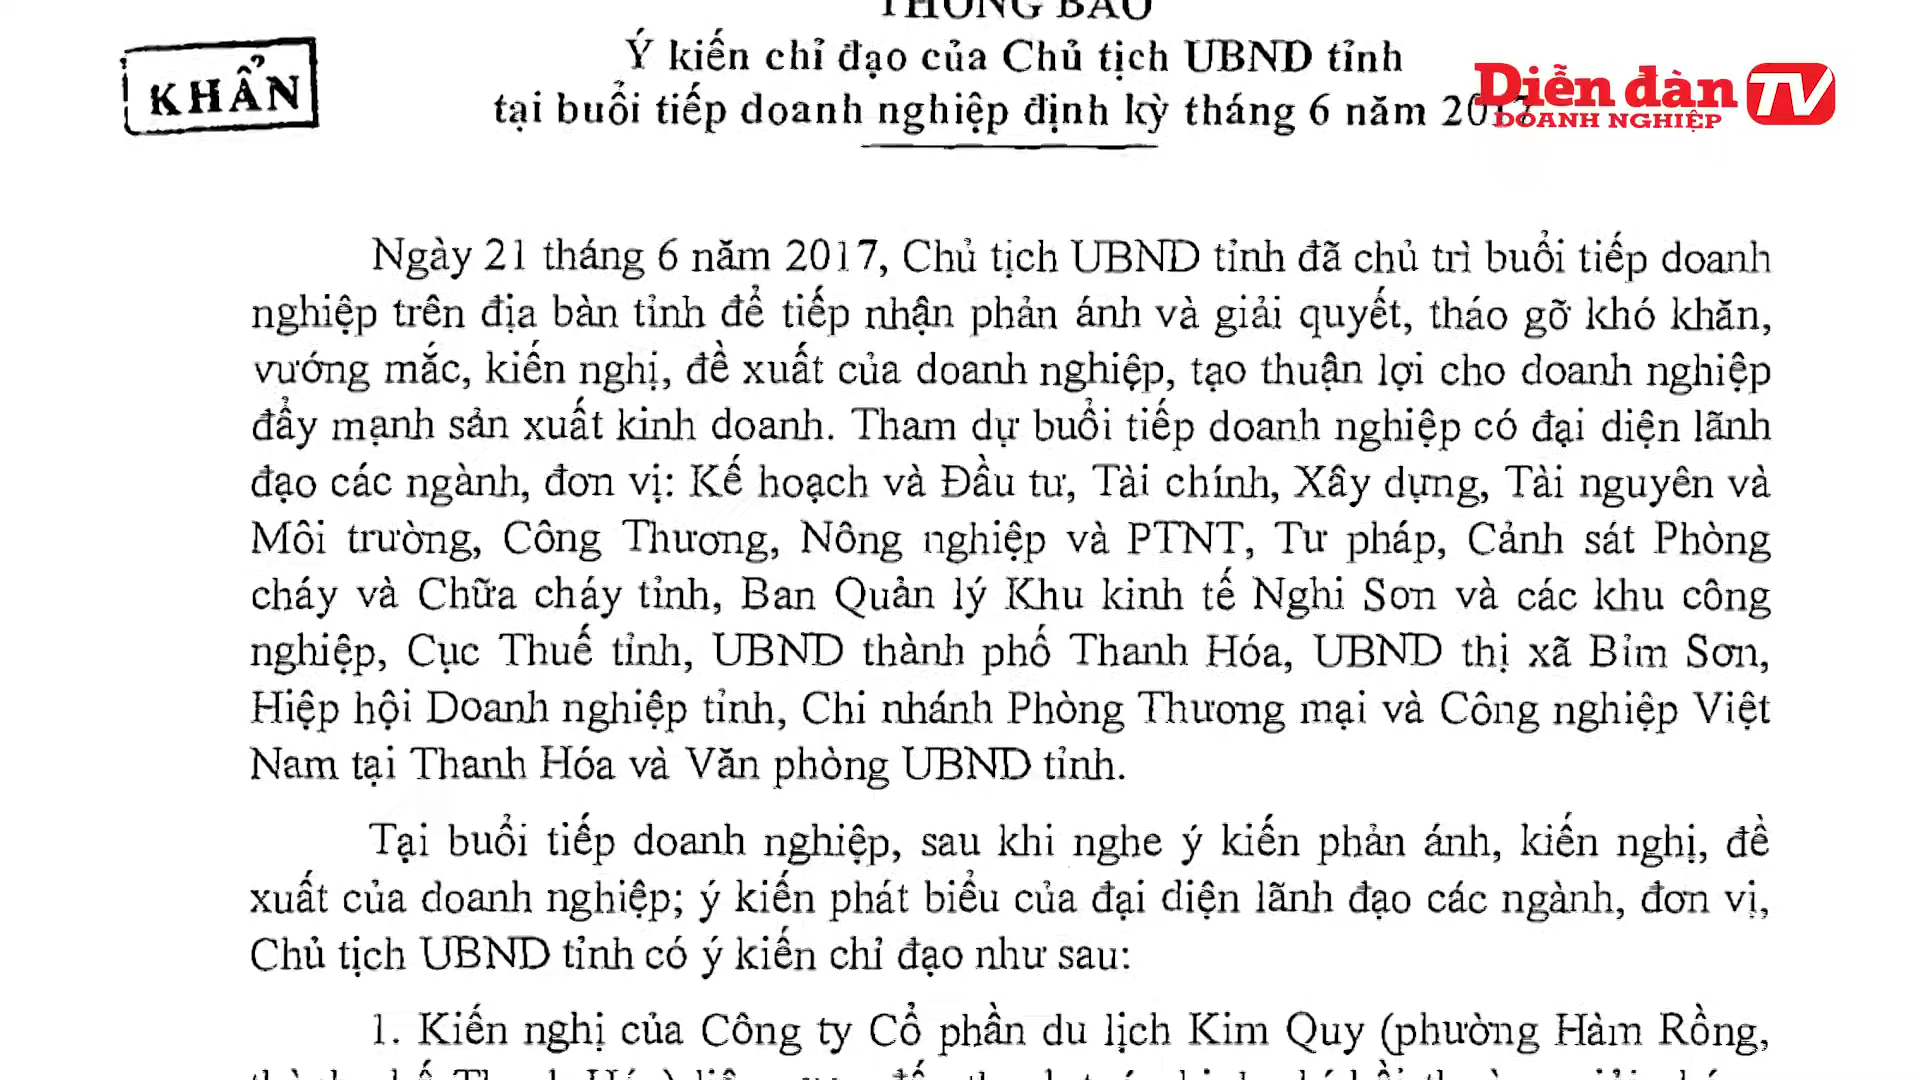 THÔNG BÁO
KHẨN
Ý kiến chỉ đạo của Chủ tịch UBND tỉnh
tại buổi tiếp doanh nghiệp định kỳ tháng 6 năm 2017
Diễn đàn TV
DOANH NGHIỆP
Ngày 21 tháng 6 năm 2017, Chủ tịch UBND tỉnh đã chủ trì buổi tiếp doanh
nghiệp trên địa bàn tỉnh để tiếp nhận phản ánh và giải quyết, tháo gỡ khó khăn,
vướng mắc, kiến nghị, đề xuất của doanh nghiệp, tạo thuận lợi cho doanh nghiệp
đẩy mạnh sản xuất kinh doanh. Tham dự buổi tiếp doanh nghiệp có đại diện lãnh
đạo các ngành, đơn vị: Kế hoạch và Đầu tư, Tài chính, Xây dựng, Tài nguyên và
Môi trường, Công Thương, Nông nghiệp và PTNT, Tư pháp, Cảnh sát Phòng
cháy và Chữa cháy tỉnh, Ban Quản lý Khu kinh tế Nghi Sơn và các khu công
nghiệp, Cục Thuế tỉnh, UBND thành phố Thanh Hóa, UBND thị xã Bỉm Sơn,
Hiệp hội Doanh nghiệp tỉnh, Chi nhánh Phòng Thương mại và Công nghiệp Việt
Nam tại Thanh Hóa và Văn phòng UBND tỉnh.
Tại buổi tiếp doanh nghiệp, sau khi nghe ý kiến phản ánh, kiến nghị, đề
xuất của doanh nghiệp; ý kiến phát biểu của đại diện lãnh đạo các ngành, đơn vị,
Chủ tịch UBND tỉnh có ý kiến chỉ đạo như sau:
1. Kiến nghị của Công ty Cổ phần du lịch Kim Quy (phường Hàm Rồng,